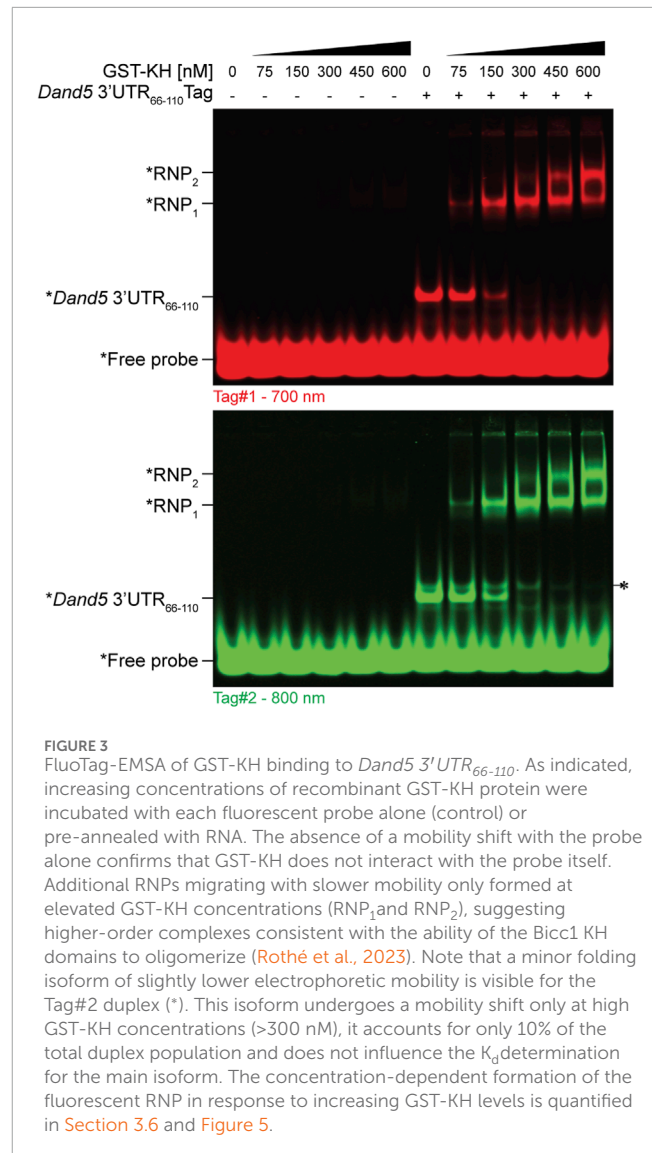 GST-KH [nM] 0 75 150 300 450 600 0 75 150 300 450 600
Dand5 3'UTR66-110Tag - - - - - - + + + + + +
*RNP2
*RNP1
*Dand5 3'UTR66-110
*Free probe
Tag#1 - 700 nm
*RNP2
*RNP1
*
*Dand5 3'UTR66-110
*Free probe
Tag#2 - 800 nm
FIGURE 3
FluoTag-EMSA of GST-KH binding to Dand5 3'UTR66-110. As indicated,
increasing concentrations of recombinant GST-KH protein were
incubated with each fluorescent probe alone (control) or
pre-annealed with RNA. The absence of a mobility shift with the probe
alone confirms that GST-KH does not interact with the probe itself.
Additional RNPs migrating with slower mobility only formed at
elevated GST-KH concentrations (RNP1and RNP2), suggesting
higher-order complexes consistent with the ability of the Bicc1 KH
domains to oligomerize (Rothé et al., 2023). Note that a minor folding
isoform of slightly lower electrophoretic mobility is visible for the
Tag#2 duplex (*). This isoform undergoes a mobility shift only at high
GST-KH concentrations (>300 nM), it accounts for only 10% of the
total duplex population and does not influence the Kddetermination
for the main isoform. The concentration-dependent formation of the
fluorescent RNP in response to increasing GST-KH levels is quantified
in Section 3.6 and Figure 5.